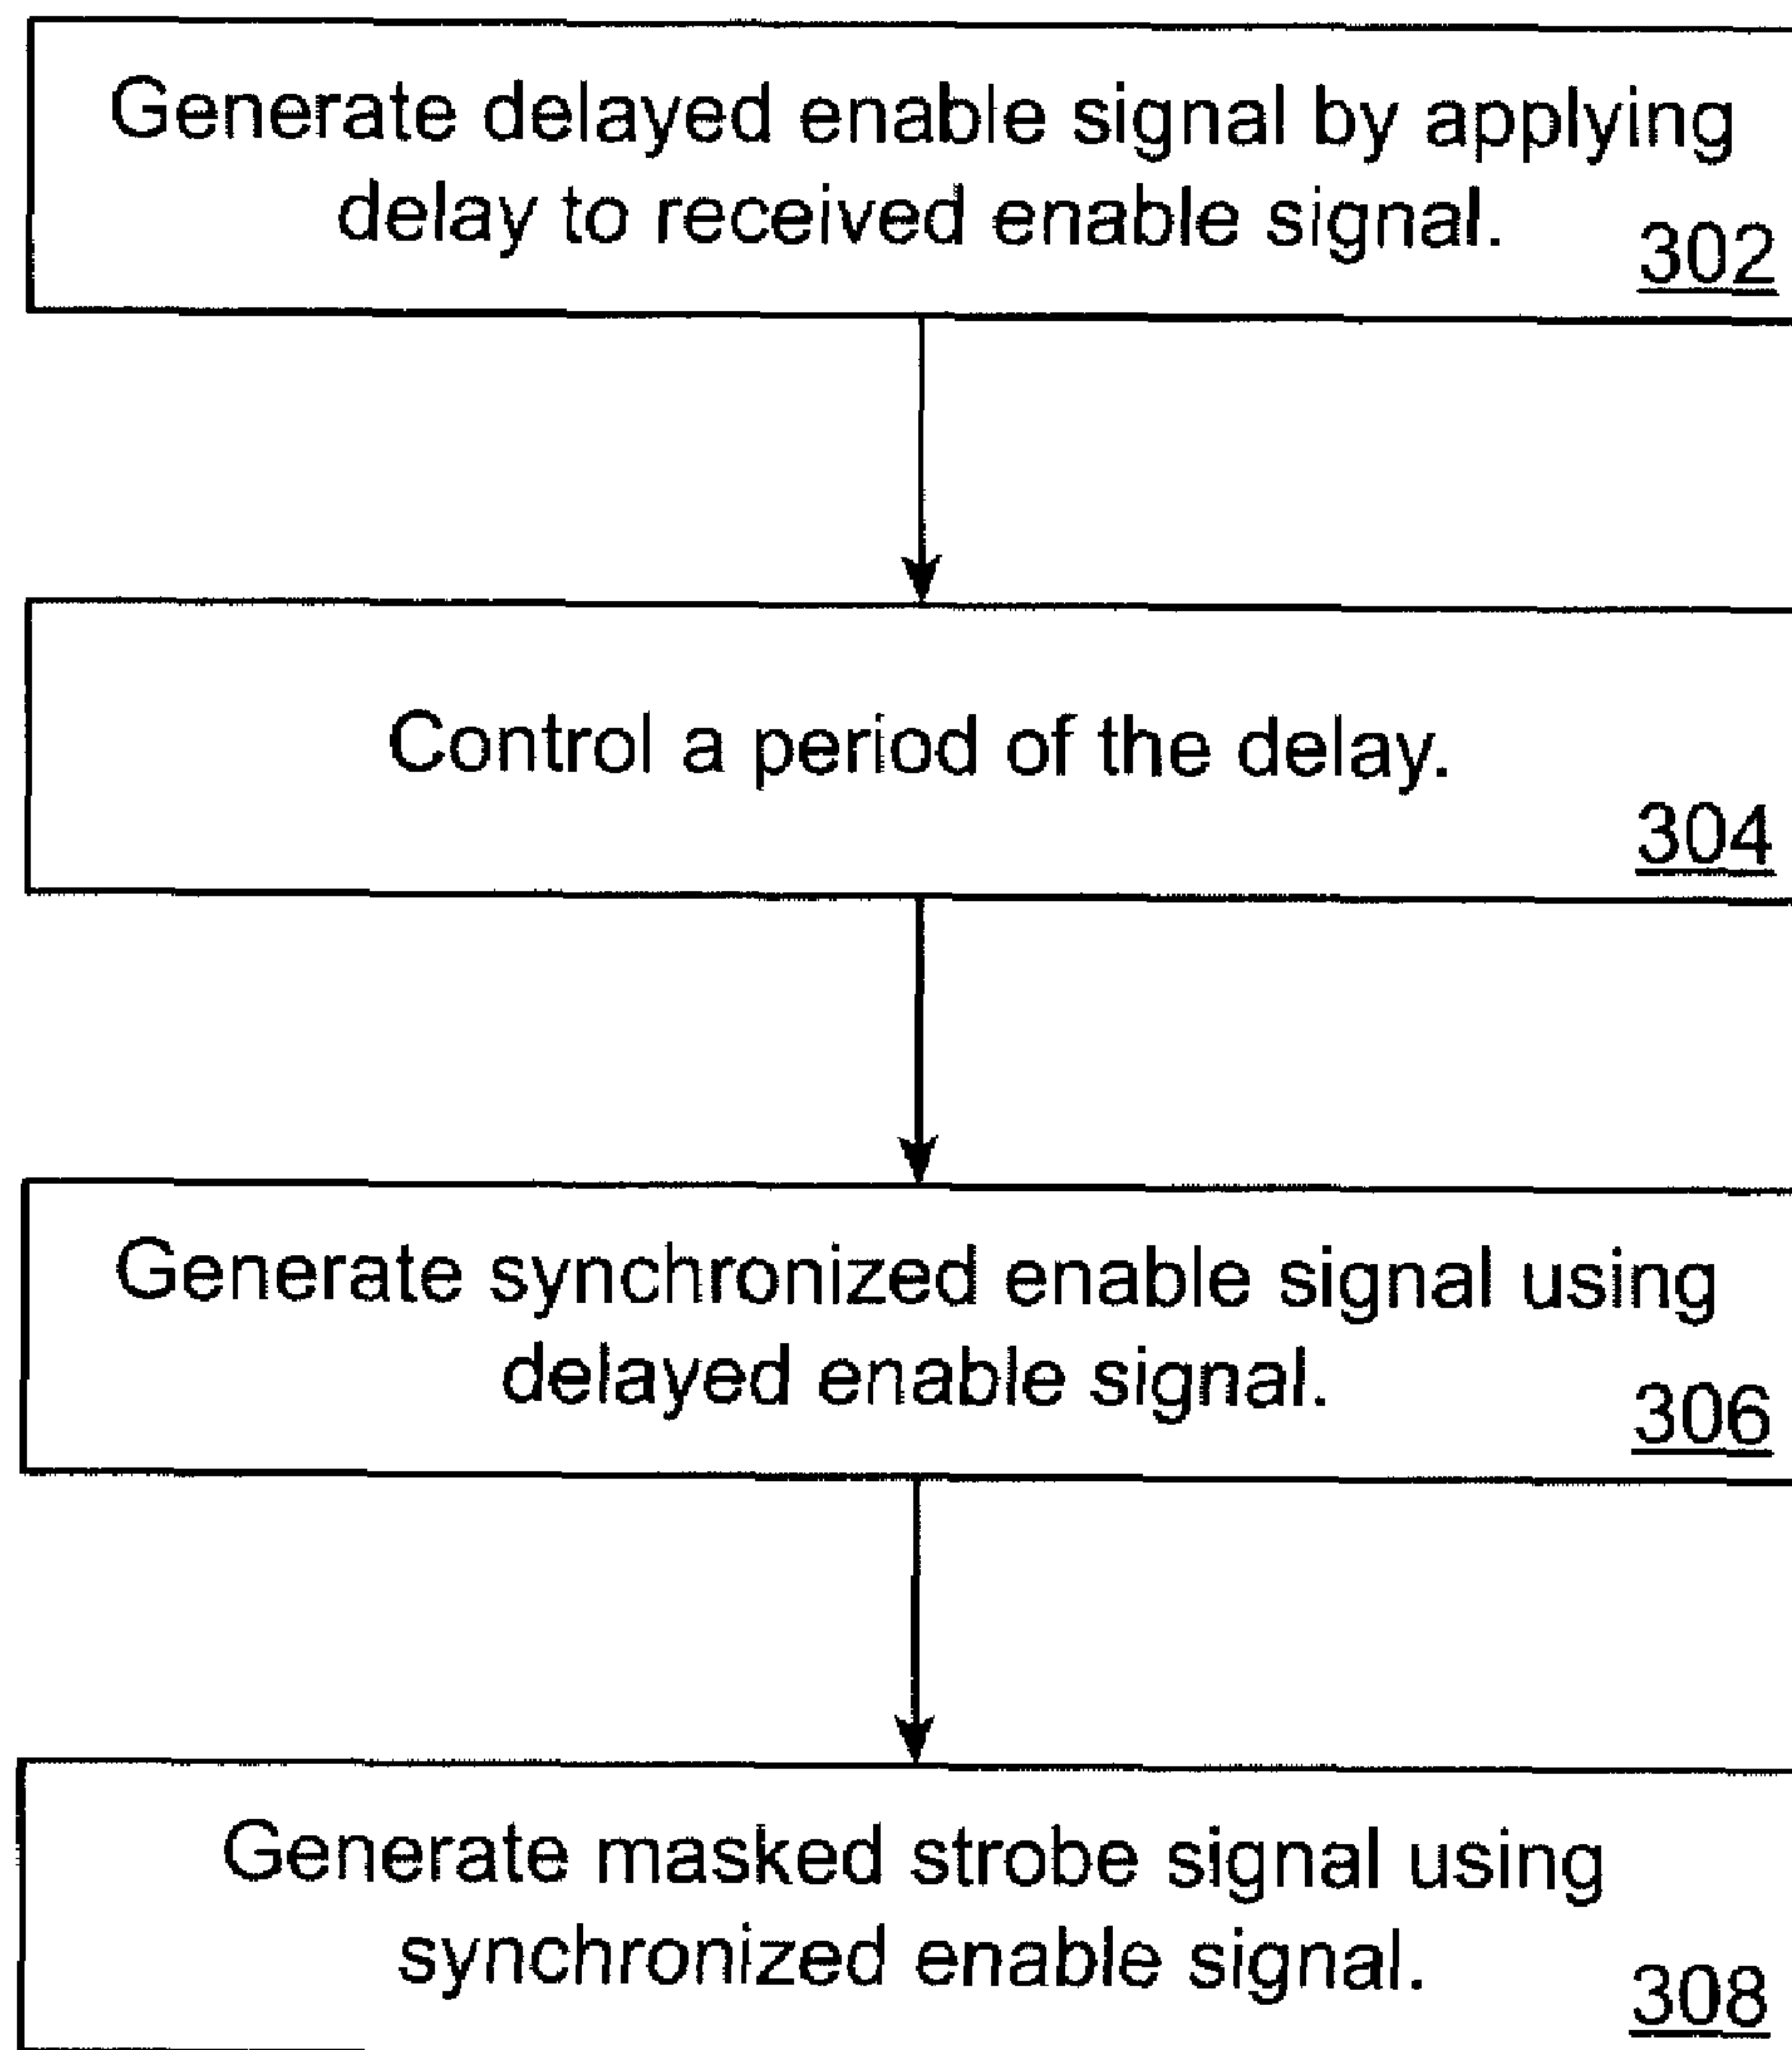 Generate delayed enable signal by applying
delay to received enable signal.
302
Control a period of the delay.
304
Generate synchronized enable signal using
delayed enable signal.
306
Generate masked strobe signal using
synchronized enable signal.
308